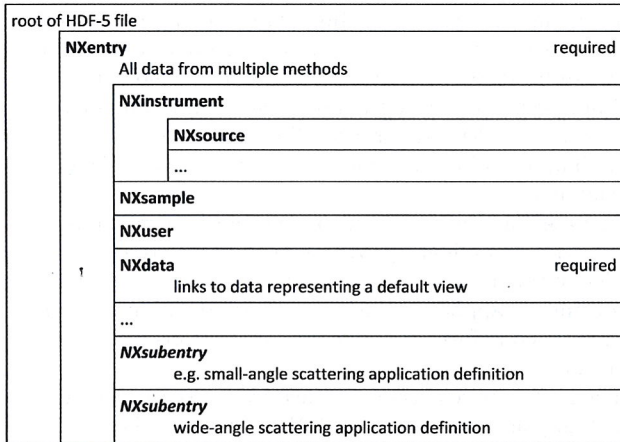 root of HDF-5 file
NXentry required
All data from multiple methods
NXinstrument
NXsource
...
NXsample
NXuser
NXdata required
links to data representing a default view
...
NXsubentry
e.g. small-angle scattering application definition
NXsubentry
wide-angle scattering application definition